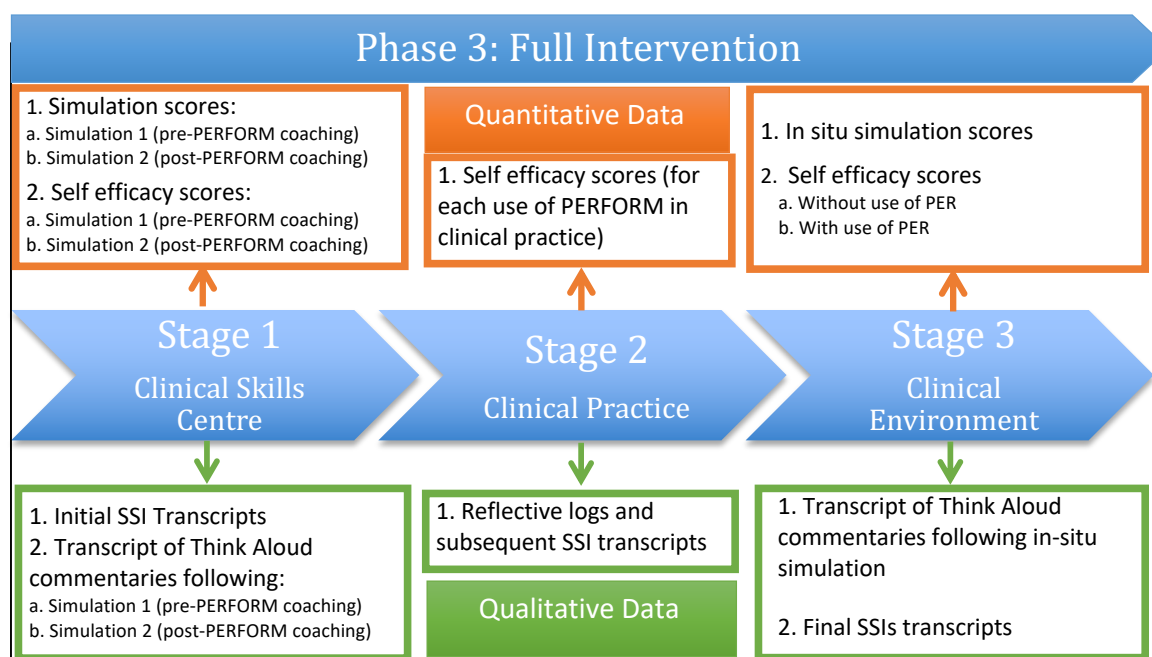 Phase 3: Full Intervention
1. Simulation scores:
a. Simulation 1 (pre-PERFORM coaching)
b. Simulation 2 (post-PERFORM coaching)
2. Self efficacy scores:
a. Simulation 1 (pre-PERFORM coaching)
b. Simulation 2 (post-PERFORM coaching)
Quantitative Data
1. Self efficacy scores (for
each use of PERFORM in
clinical practice)
1. In situ simulation scores
2. Self efficacy scores
a. Without use of PER
b. With use of PER
Stage 1
Clinical Skills
Centre
Stage 2
Clinical Practice
Stage 3
Clinical
Environment
1. Initial SSI Transcripts
2. Transcript of Think Aloud
commentaries following:
a. Simulation 1 (pre-PERFORM coaching)
b. Simulation 2 (post-PERFORM coaching)
1. Reflective logs and
subsequent SSI transcripts
Qualitative Data
1. Transcript of Think Aloud
commentaries following in-situ
simulation
2. Final SSIs transcripts